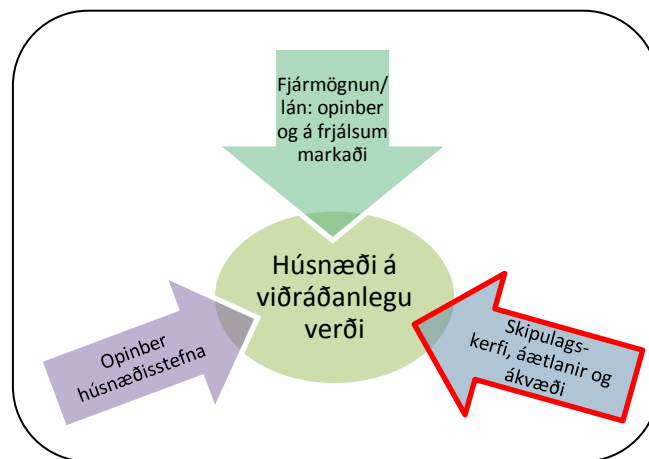 Fjármögnun/
lán: opinber
og á frjálsum
markaði
Húsnæði á
viðráðanlegu
verði
Opinber
húsnæðisstefna
Skipulags-
kerfi, áætlanir og
ákvæði